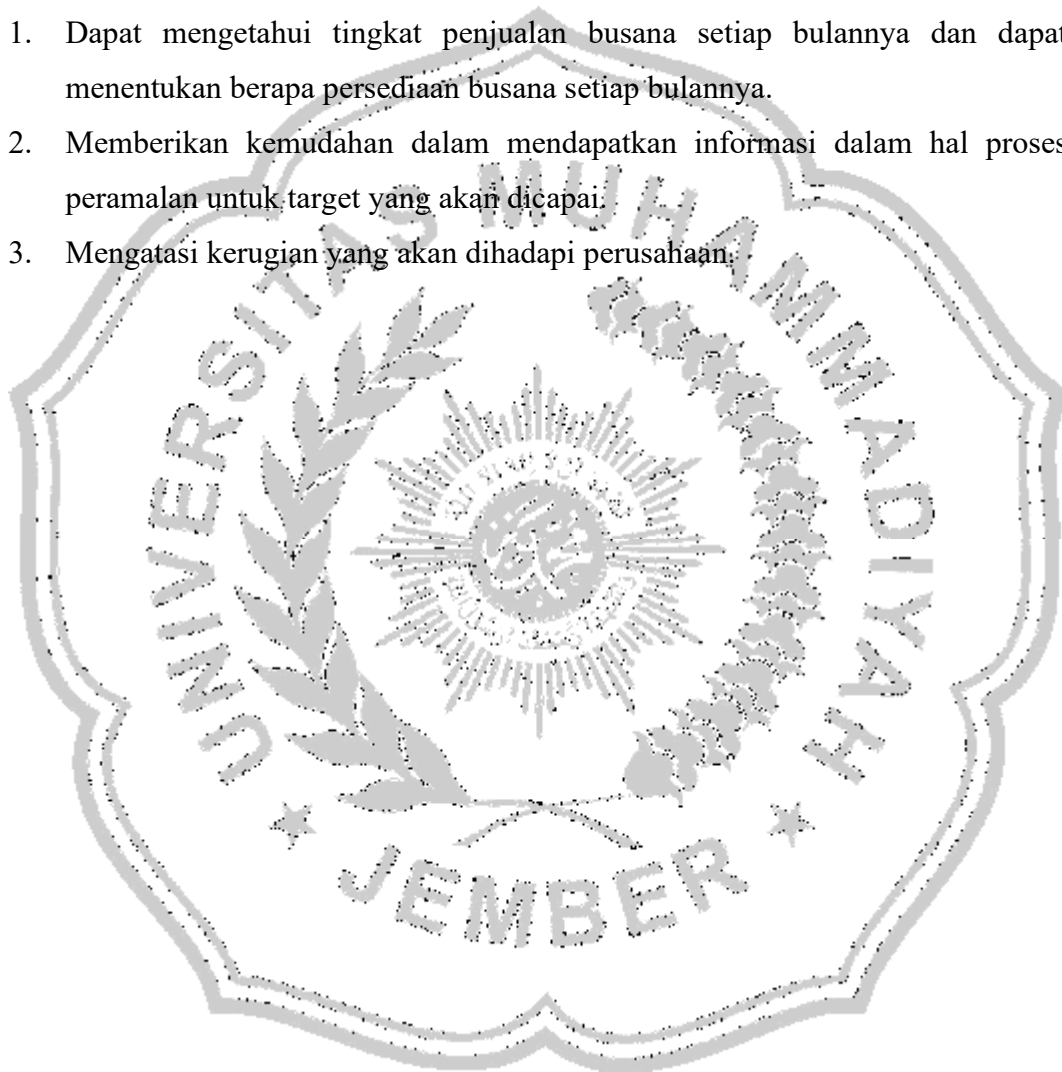 1. Dapat mengetahui tingkat penjualan busana setiap bulannya dan dapat
menentukan berapa persediaan busana setiap bulannya.
2. Memberikan kemudahan dalam mendapatkan informasi dalam hal proses
peramalan untuk target yang akan dicapai.
3. Mengatasi kerugian yang akan dihadapi perusahaan.
UNIVERSITAS MUHAMMADIYAH
JEMBER